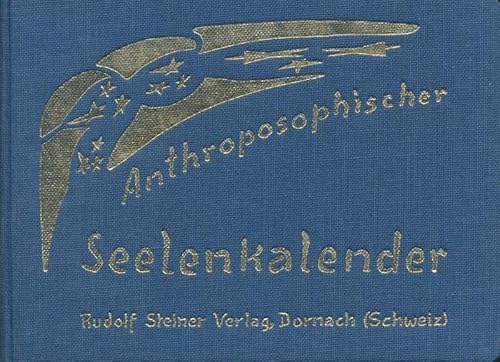 Anthroposophischer
Seelenkalender
Rudolf Steiner Verlag, Dornach (Schweiz)